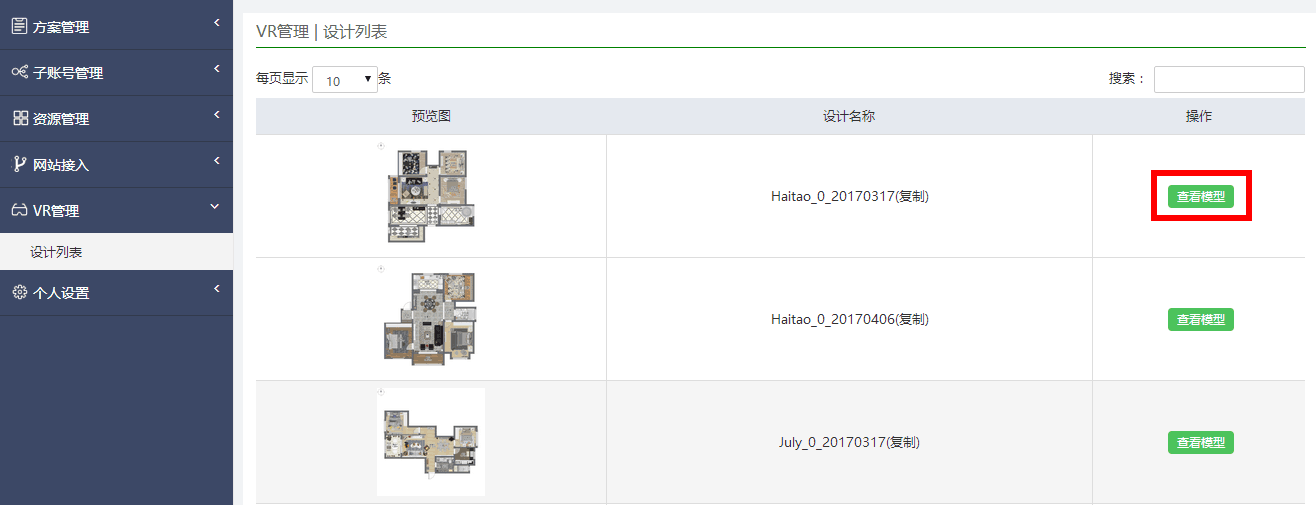 方案管理
子账号管理
资源管理
网站接入
VR管理
设计列表
个人设置
VR管理 | 设计列表
每页显示 10 条
搜索：
预览图 设计名称 操作
Haitao_0_20170317(复制) 查看模型
Haitao_0_20170406(复制) 查看模型
July_0_20170317(复制) 查看模型